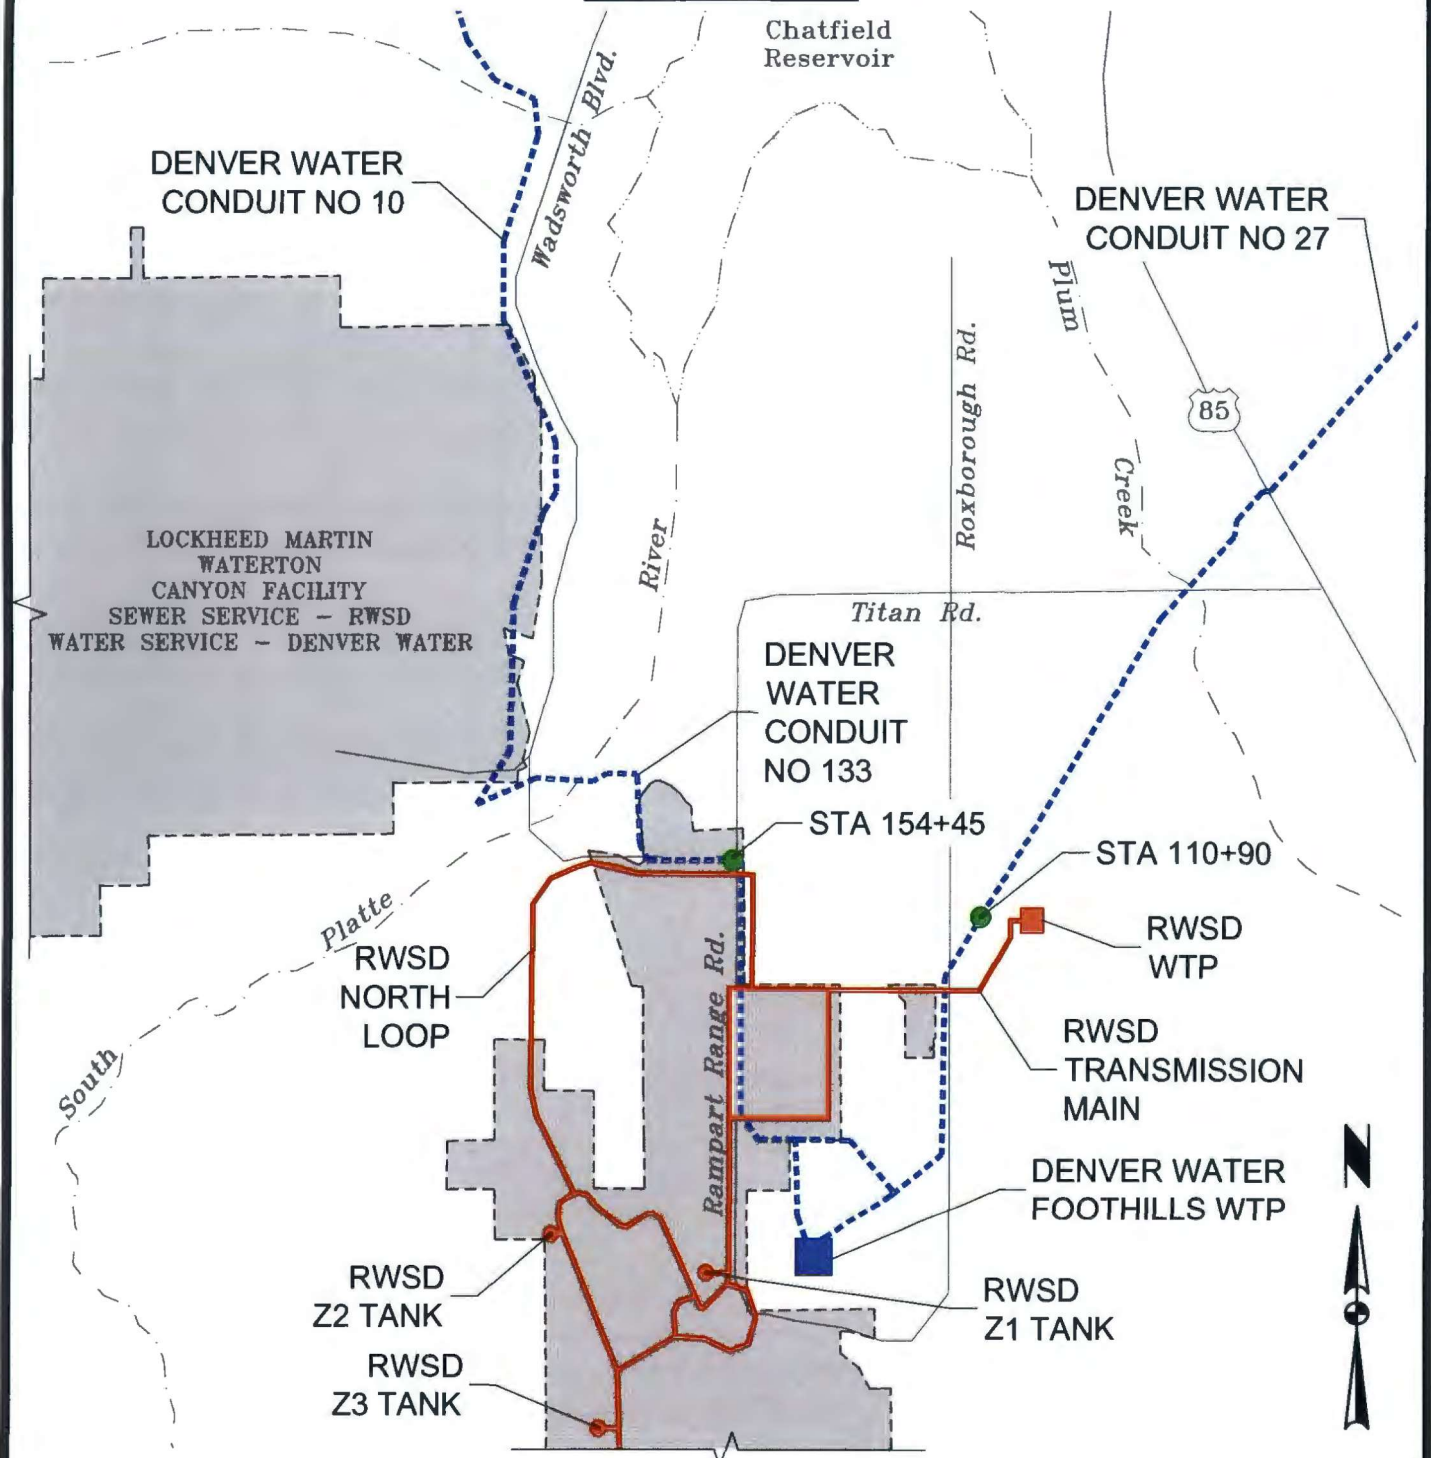 Chatfield
Reservoir
Wadsworth Blvd.
DENVER WATER
CONDUIT NO 10
DENVER WATER
CONDUIT NO 27
Plum
Creek
85
Roxborough Rd.
LOCKHEED MARTIN
WATERTON
CANYON FACILITY
SEWER SERVICE - RWSD
WATER SERVICE - DENVER WATER
River
Titan Rd.
DENVER
WATER
CONDUIT
NO 133
STA 154+45
STA 110+90
Platte
South
RWSD
NORTH
LOOP
Rampart Range Rd.
RWSD
WTP
RWSD
TRANSMISSION
MAIN
DENVER WATER
FOOTHILLS WTP
N
RWSD
Z2 TANK
RWSD
Z1 TANK
RWSD
Z3 TANK